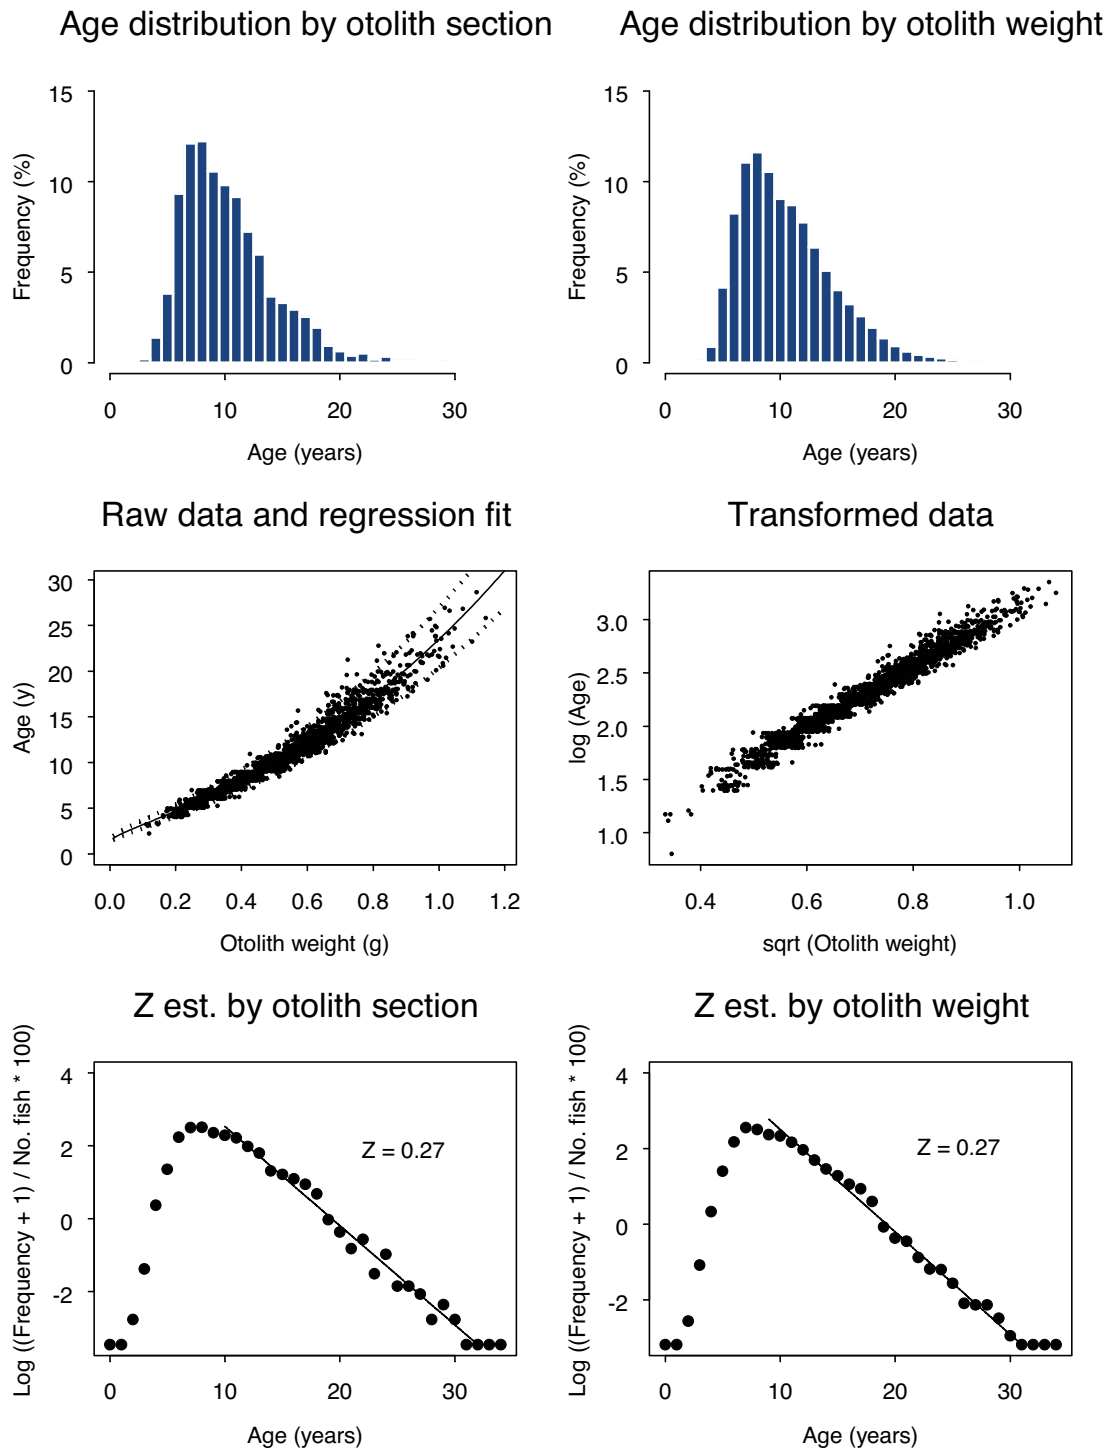 Age distribution by otolith section
Age distribution by otolith weight
15
10
5
0
Frequency (%)
0 10 20 30
Age (years)
15
10
5
0
Frequency (%)
0 10 20 30
Age (years)
Raw data and regression fit
Transformed data
30
25
20
15
10
5
0
Age (y)
0.0 0.2 0.4 0.6 0.8 1.0 1.2
Otolith weight (g)
3.0
2.5
2.0
1.5
1.0
log (Age)
0.4 0.6 0.8 1.0
sqrt (Otolith weight)
Z est. by otolith section
Z est. by otolith weight
4
2
0
-2
Log ((Frequency + 1) / No. fish * 100)
Z = 0.27
0 10 20 30
Age (years)
4
2
0
-2
Log ((Frequency + 1) / No. fish * 100)
Z = 0.27
0 10 20 30
Age (years)